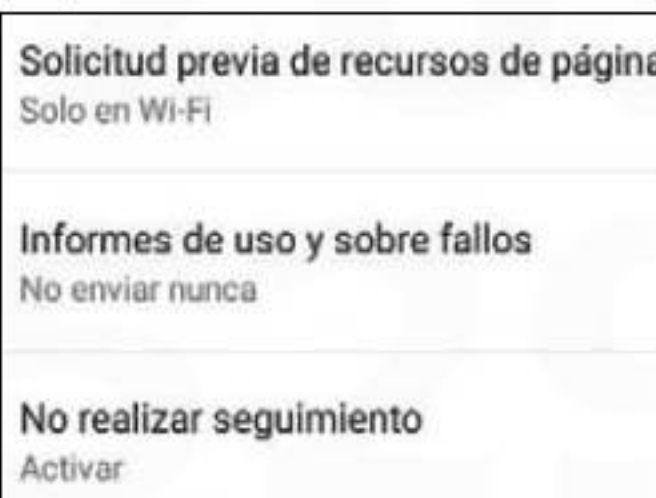 Solicitud previa de recursos de página
Solo en Wi-Fi
Informes de uso y sobre fallos
No enviar nunca
No realizar seguimiento
Activar